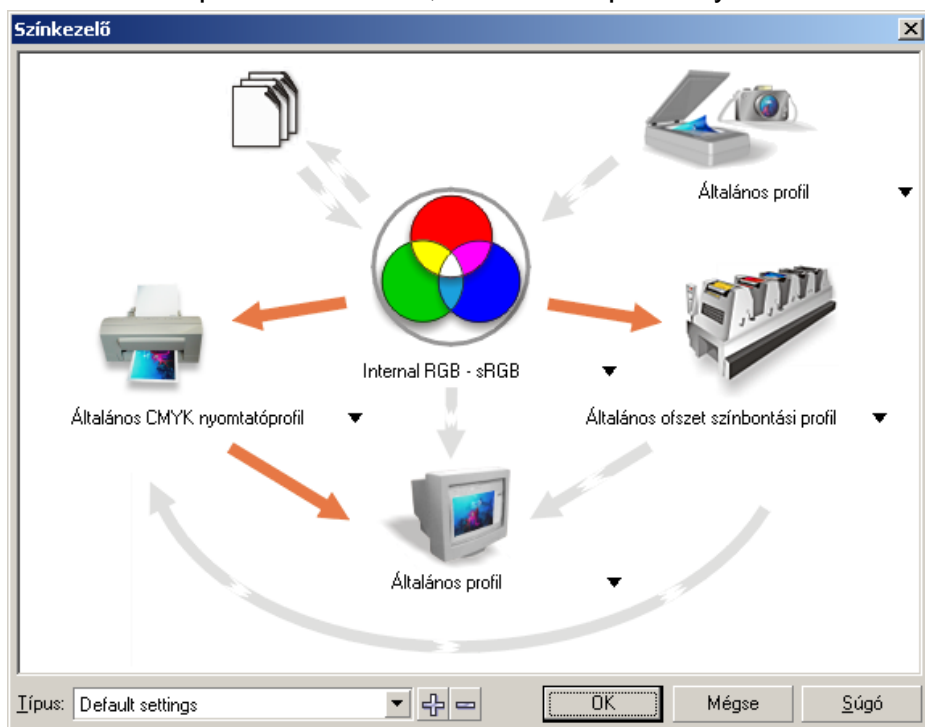 Színkezelő
Általános profil
Internal RGB - sRGB
Általános CMYK nyomtatóprofil
Általános ofszet színbontási profil
Általános profil
Típus: Default settings
OK Mégse Súgó